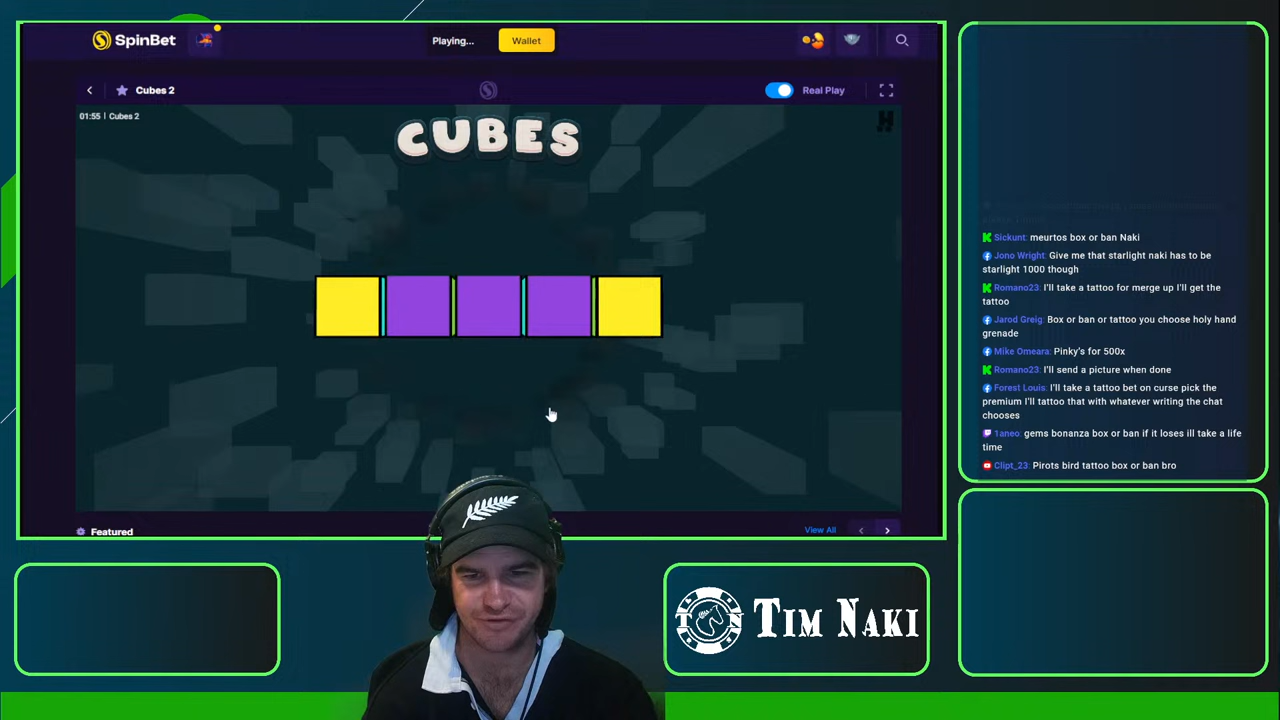 SpinBet
Playing...
Wallet
Cubes 2
Real Play
01:55 | Cubes 2
CUBES
Featured
View All
Sickunt: meurtos box or ban Naki
Jono Wright: Give me that starlight naki has to be
starlight 1000 though
Romano23: I'll take a tattoo for merge up I'll get the
tattoo
Jarod Greig: Box or ban or tattoo you choose holy hand
grenade
Mike Omeara: Pinky's for 500x
Romano23: I'll send a picture when done
Forest Louis: I'll take a tattoo bet on curse pick the
premium I'll tattoo that with whatever writing the chat
chooses
1aneo: gems bonanza box or ban if it loses ill take a life
time
Clipt_23: Pirots bird tattoo box or ban bro
TIM NAKI